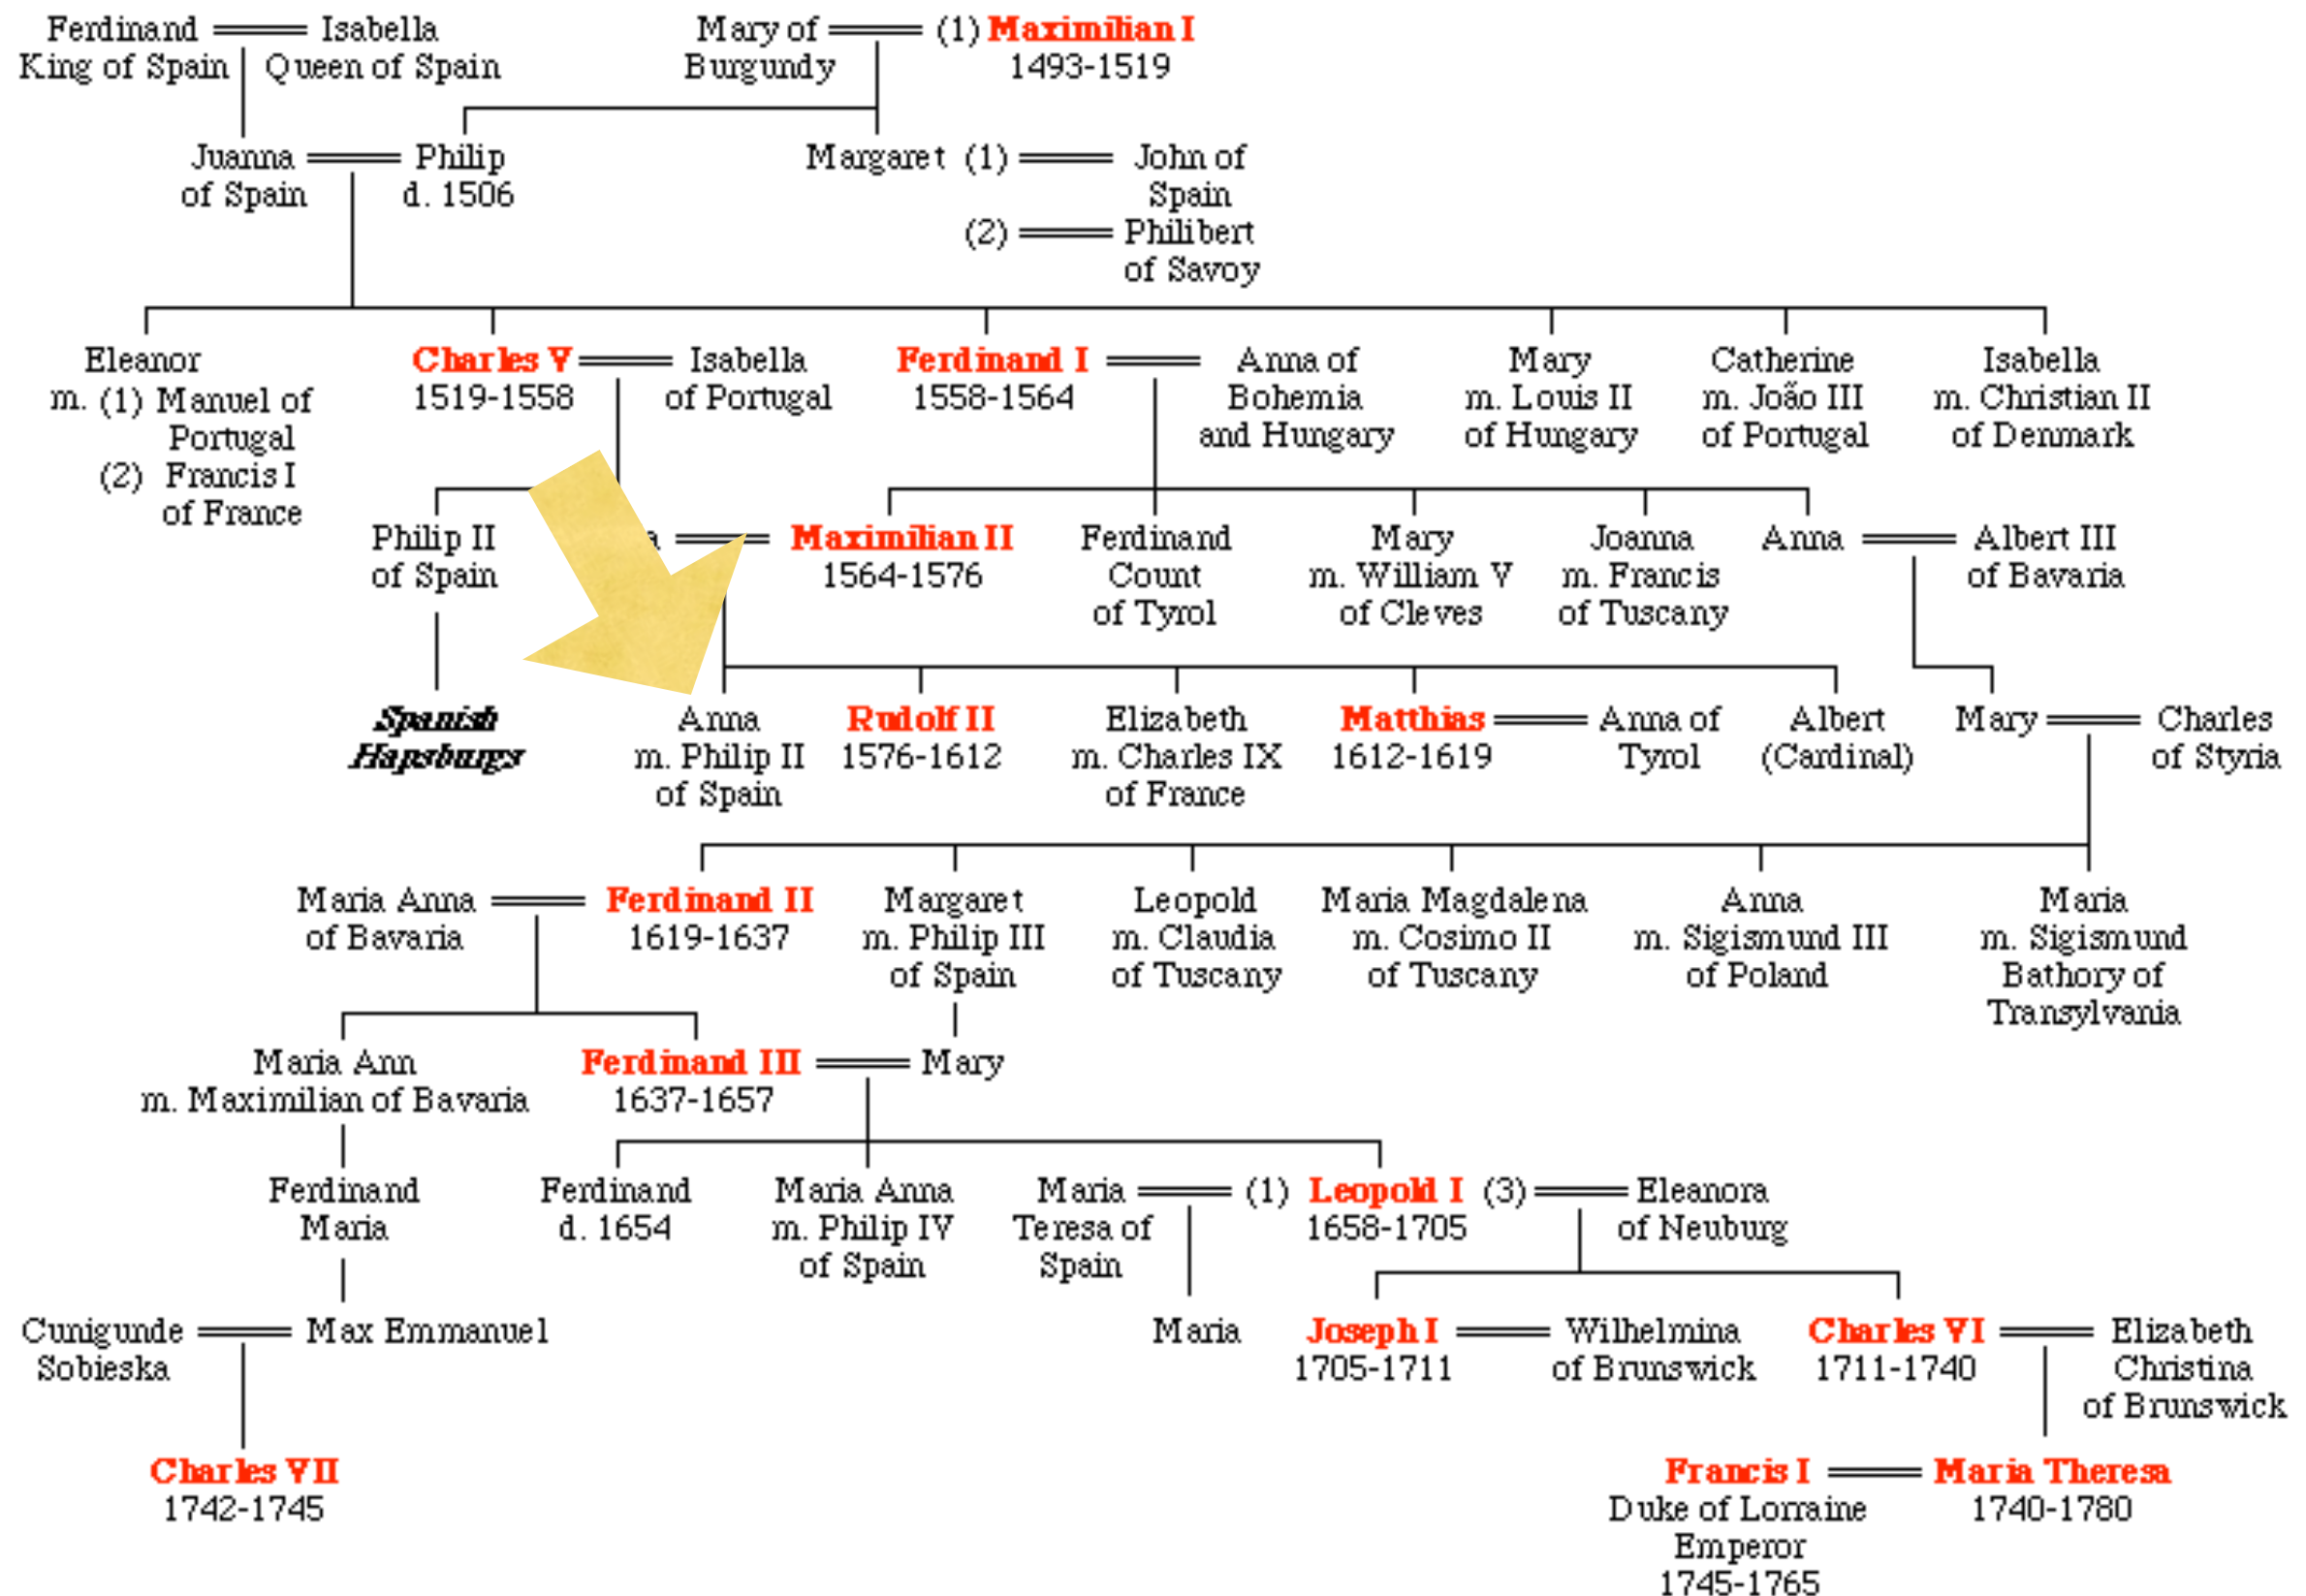 Ferdinand
King of Spain
Isabella
Queen of Spain
Mary of
Burgundy
(1) Maximilian I
1493-1519
Juanna
of Spain
Philip
d. 1506
Margaret (1)
John of
Spain
(2)
Philibert
of Savoy
Eleanor
m. (1) Manuel of
Portugal
(2) Francis I
of France
Charles V
1519-1558
Isabella
of Portugal
Ferdinand I
1558-1564
Anna of
Bohemia
and Hungary
Mary
m. Louis II
of Hungary
Catherine
m. João III
of Portugal
Isabella
m. Christian II
of Denmark
Philip II
of Spain
Maximilian II
1564-1576
Ferdinand
Count
of Tyrol
Mary
m. William V
of Cleves
Joanna
m. Francis
of Tuscany
Anna
Albert III
of Bavaria
Spanish
Hapsburgs
Anna
m. Philip II
of Spain
Rudolf II
1576-1612
Elizabeth
m. Charles IX
of France
Matthias
1612-1619
Anna of
Tyrol
Albert
(Cardinal)
Mary
Charles
of Styria
Maria Anna
of Bavaria
Ferdinand II
1619-1637
Margaret
m. Philip III
of Spain
Leopold
m. Claudia
of Tuscany
Maria Magdalena
m. Cosimo II
of Tuscany
Anna
m. Sigismund III
of Poland
Maria
m. Sigismund
Bathory of
Transylvania
Maria Ann
m. Maximilian of Bavaria
Ferdinand III
1637-1657
Mary
Ferdinand
Maria
Ferdinand
d. 1654
Maria Anna
m. Philip IV
of Spain
Maria
Teresa of
Spain
(1) Leopold I (3)
1658-1705
Eleanora
of Neuburg
Cunigunde
Sobieska
Max Emmanuel
Maria
Joseph I
1705-1711
Wilhelmina
of Brunswick
Charles VI
1711-1740
Elizabeth
Christina
of Brunswick
Charles VII
1742-1745
Francis I
Duke of Lorraine
Emperor
1745-1765
Maria Theresa
1740-1780